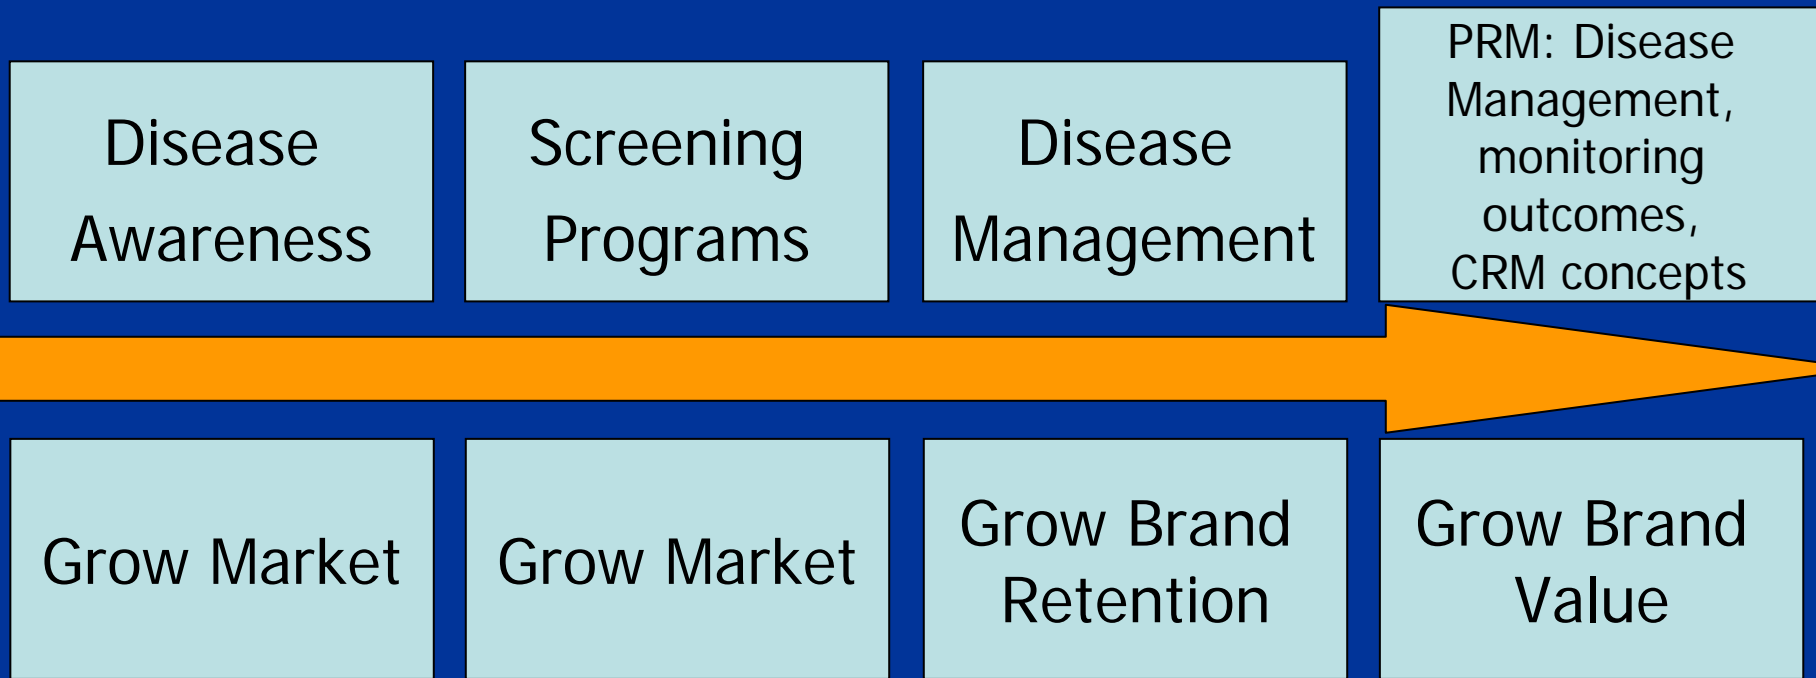 Disease
Awareness
Screening
Programs
Disease
Management
PRM: Disease
Management,
monitoring
outcomes,
CRM concepts
Grow Market
Grow Market
Grow Brand
Retention
Grow Brand
Value